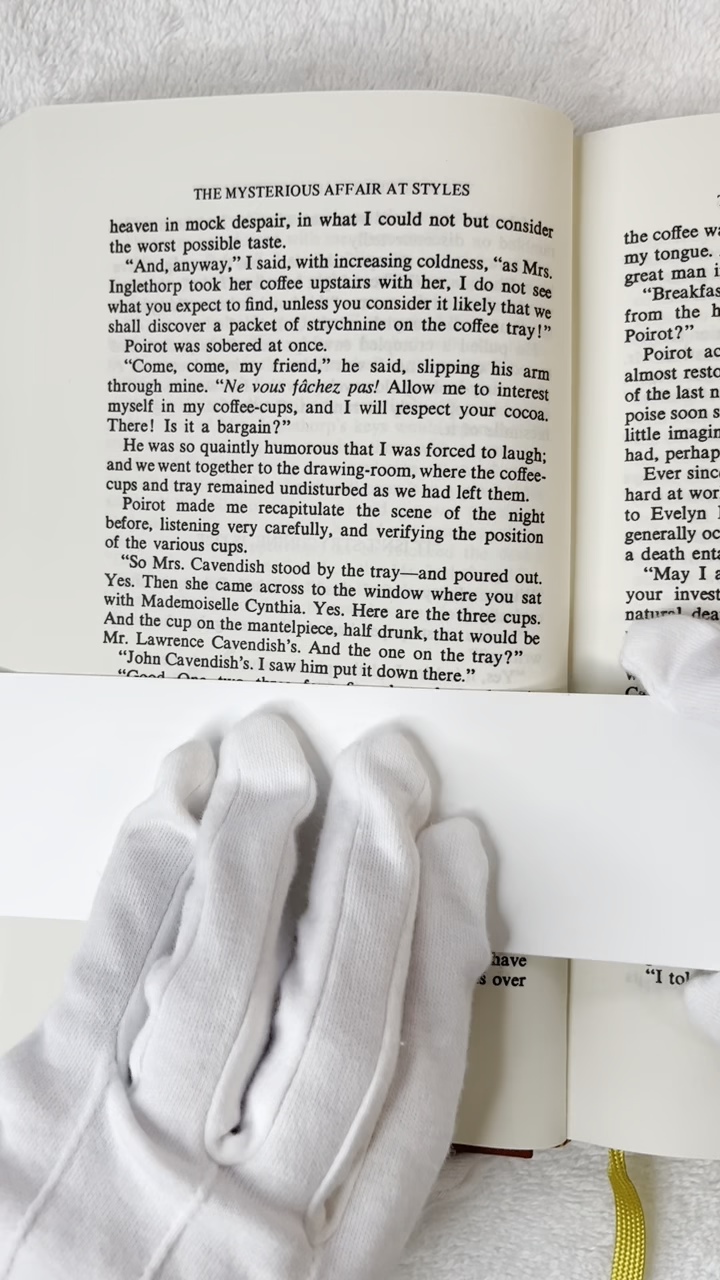 THE MYSTERIOUS AFFAIR AT STYLES
heaven in mock despair, in what I could not but consider
the worst possible taste.
“And, anyway,” I said, with increasing coldness, “as Mrs.
Inglethorp took her coffee upstairs with her, I do not see
what you expect to find, unless you consider it likely that we
shall discover a packet of strychnine on the coffee tray!”
Poirot was sobered at once.
“Come, come, my friend,” he said, slipping his arm
through mine. “Ne vous fâchez pas! Allow me to interest
myself in my coffee-cups, and I will respect your cocoa.
There! Is it a bargain?”
He was so quaintly humorous that I was forced to laugh;
and we went together to the drawing-room, where the coffee-
cups and tray remained undisturbed as we had left them.
Poirot made me recapitulate the scene of the night
before, listening very carefully, and verifying the position
of the various cups.
“So Mrs. Cavendish stood by the tray—and poured out.
Yes. Then she came across to the window where you sat
with Mademoiselle Cynthia. Yes. Here are the three cups.
And the cup on the mantelpiece, half drunk, that would be
Mr. Lawrence Cavendish's. And the one on the tray?”
“John Cavendish's. I saw him put it down there.”
have
over
the coffee
my tongue.
great man
“Breakfas
from the
Poirot?”
Poirot
almost
of the last
poise soon
little
had,
Ever
hard at
to Evelyn
generally
a death
“May I
your
“I